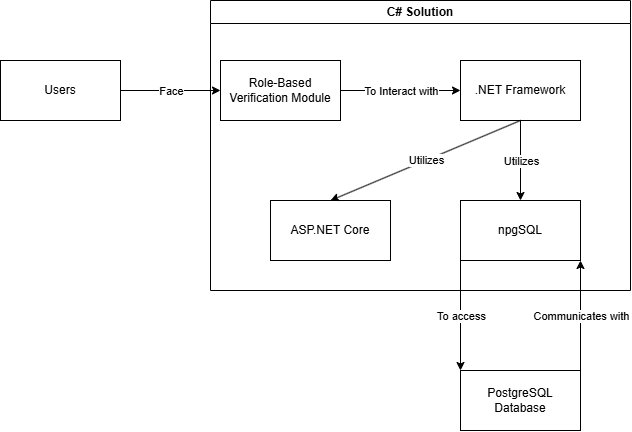 C# Solution
Users
Face
Role-Based
Verification Module
To Interact with
.NET Framework
Utilizes
Utilizes
ASP.NET Core
npgSQL
To access
Communicates with
PostgreSQL
Database